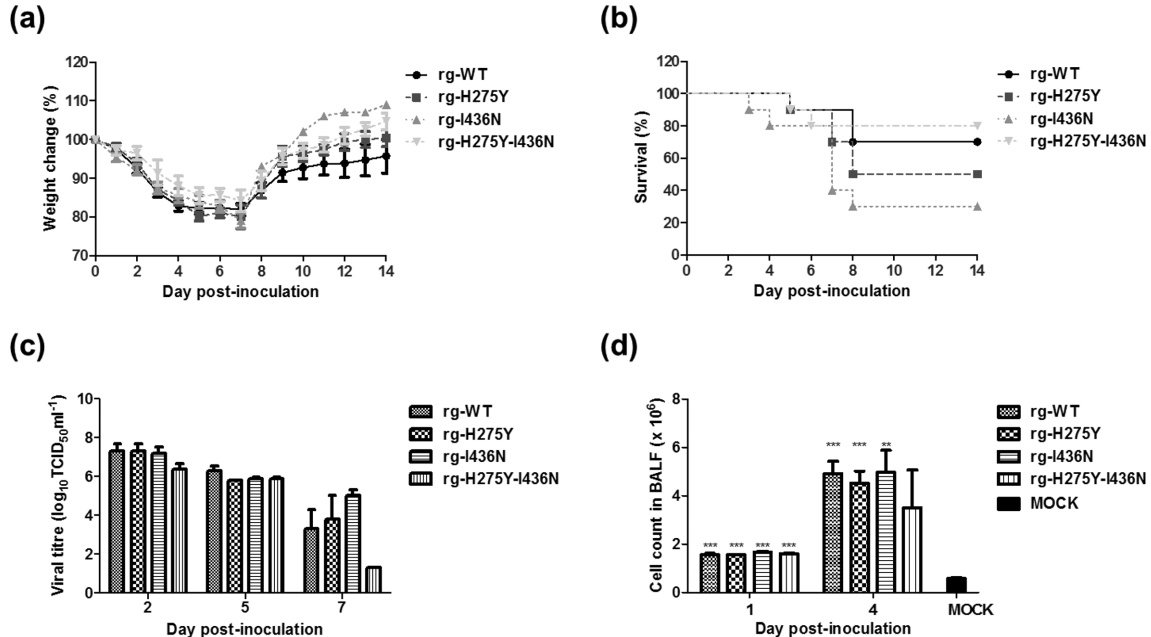 (a)
120
110
100
90
80
70
Weight change (%)
0 2 4 6 8 10 12 14
Day post-inoculation
rg-WT
rg-H275Y
rg-I436N
rg-H275Y-I436N
(b)
120
100
80
60
40
20
0
Survival (%)
0 2 4 6 8 10 12 14
Day post-inoculation
rg-WT
rg-H275Y
rg-I436N
rg-H275Y-I436N
(c)
10
8
6
4
2
0
Viral titre (log₁₀TCID₅₀ml⁻¹)
2 5 7
Day post-inoculation
rg-WT
rg-H275Y
rg-I436N
rg-H275Y-I436N
(d)
8
6
4
2
0
Cell count in BALF (x 10⁶)
*** *** *** ***
*** *** **
1 4 MOCK
Day post-inoculation
rg-WT
rg-H275Y
rg-I436N
rg-H275Y-I436N
MOCK